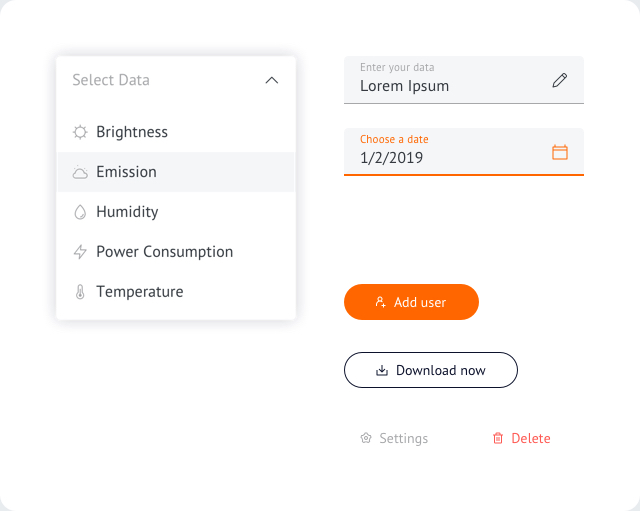 Select Data
Brightness
Emission
Humidity
Power Consumption
Temperature
Enter your data
Lorem Ipsum
Choose a date
1/2/2019
Add user
Download now
Settings
Delete